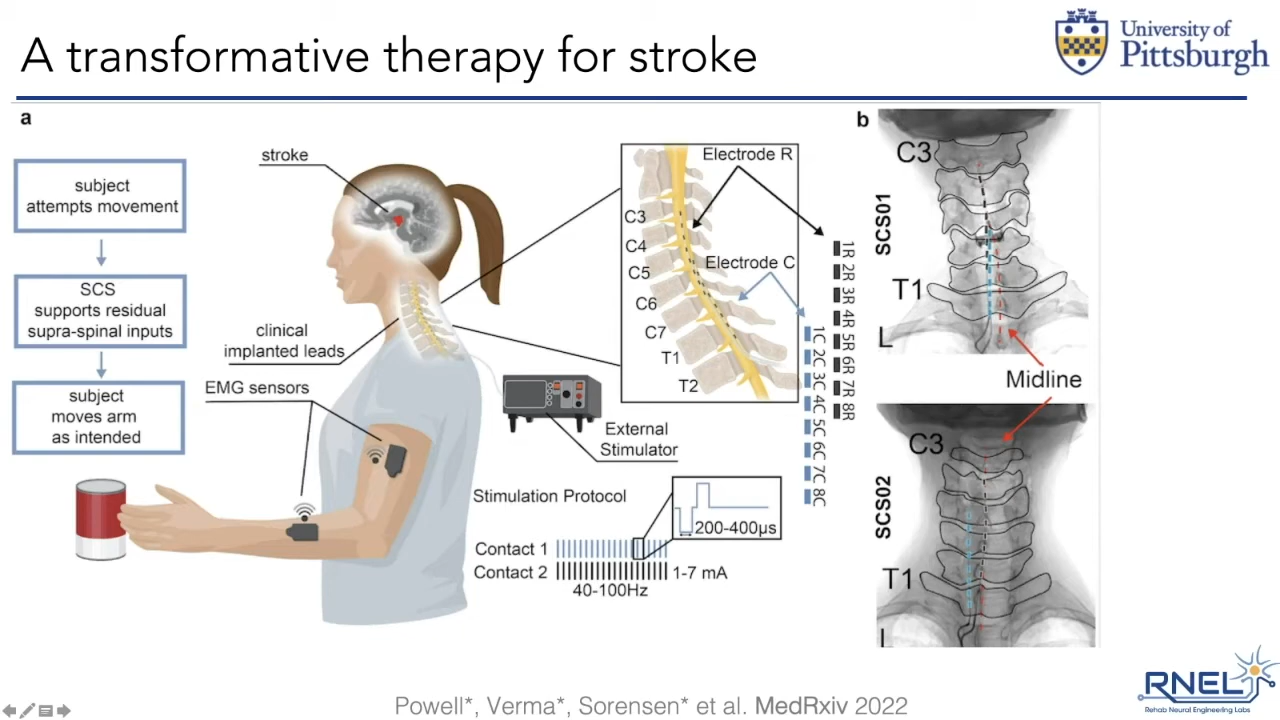 A transformative therapy for stroke
University of
Pittsburgh
a
subject
attempts movement
SCS
supports residual
supra-spinal inputs
subject
moves arm
as intended
stroke
clinical
implanted leads
EMG sensors
External
Stimulator
Stimulation Protocol
200-400µs
Contact 1
Contact 2
1-7 mA
40-100Hz
Electrode R
Electrode C
C3
C4
C5
C6
C7
T1
T2
1R 2R 3R 4R 5R 6R 7R 8R
1C 2C 3C 4C 5C 6C 7C 8C
b
SCS01
C3
T1
L
Midline
SCS02
C3
T1
L
Powell*, Verma*, Sorensen* et al. MedRxiv 2022
RNEL
Rehab Neural Engineering Labs